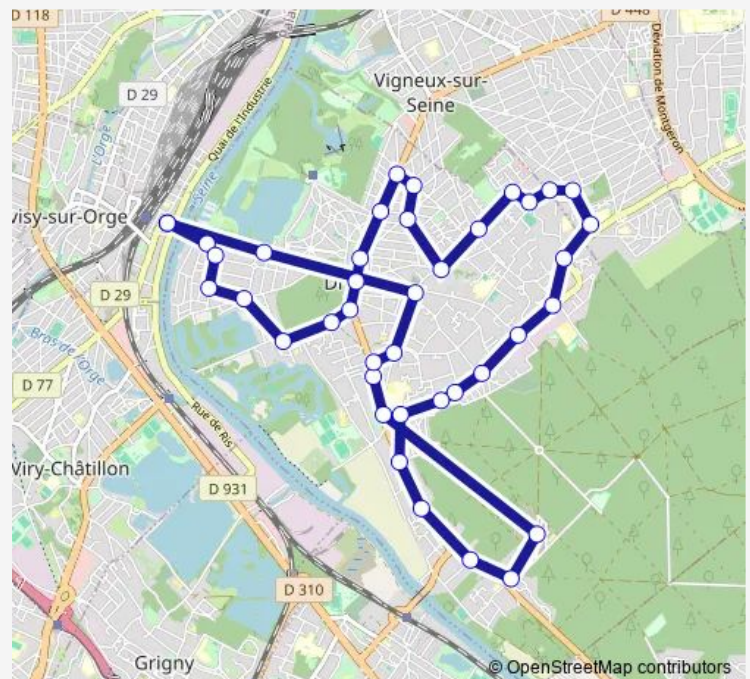 D 118
D 448
Déviation de Montgeron
Vigneux-sur-
Seine
D 29
Quai de l'Industrie
L'Orge
Seine
visy-sur-Orge
D 29
Bras de l'Orge
D 77
Rue de Ris
Viry-Châtillon
D 931
D 310
Grigny
© OpenStreetMap contributors